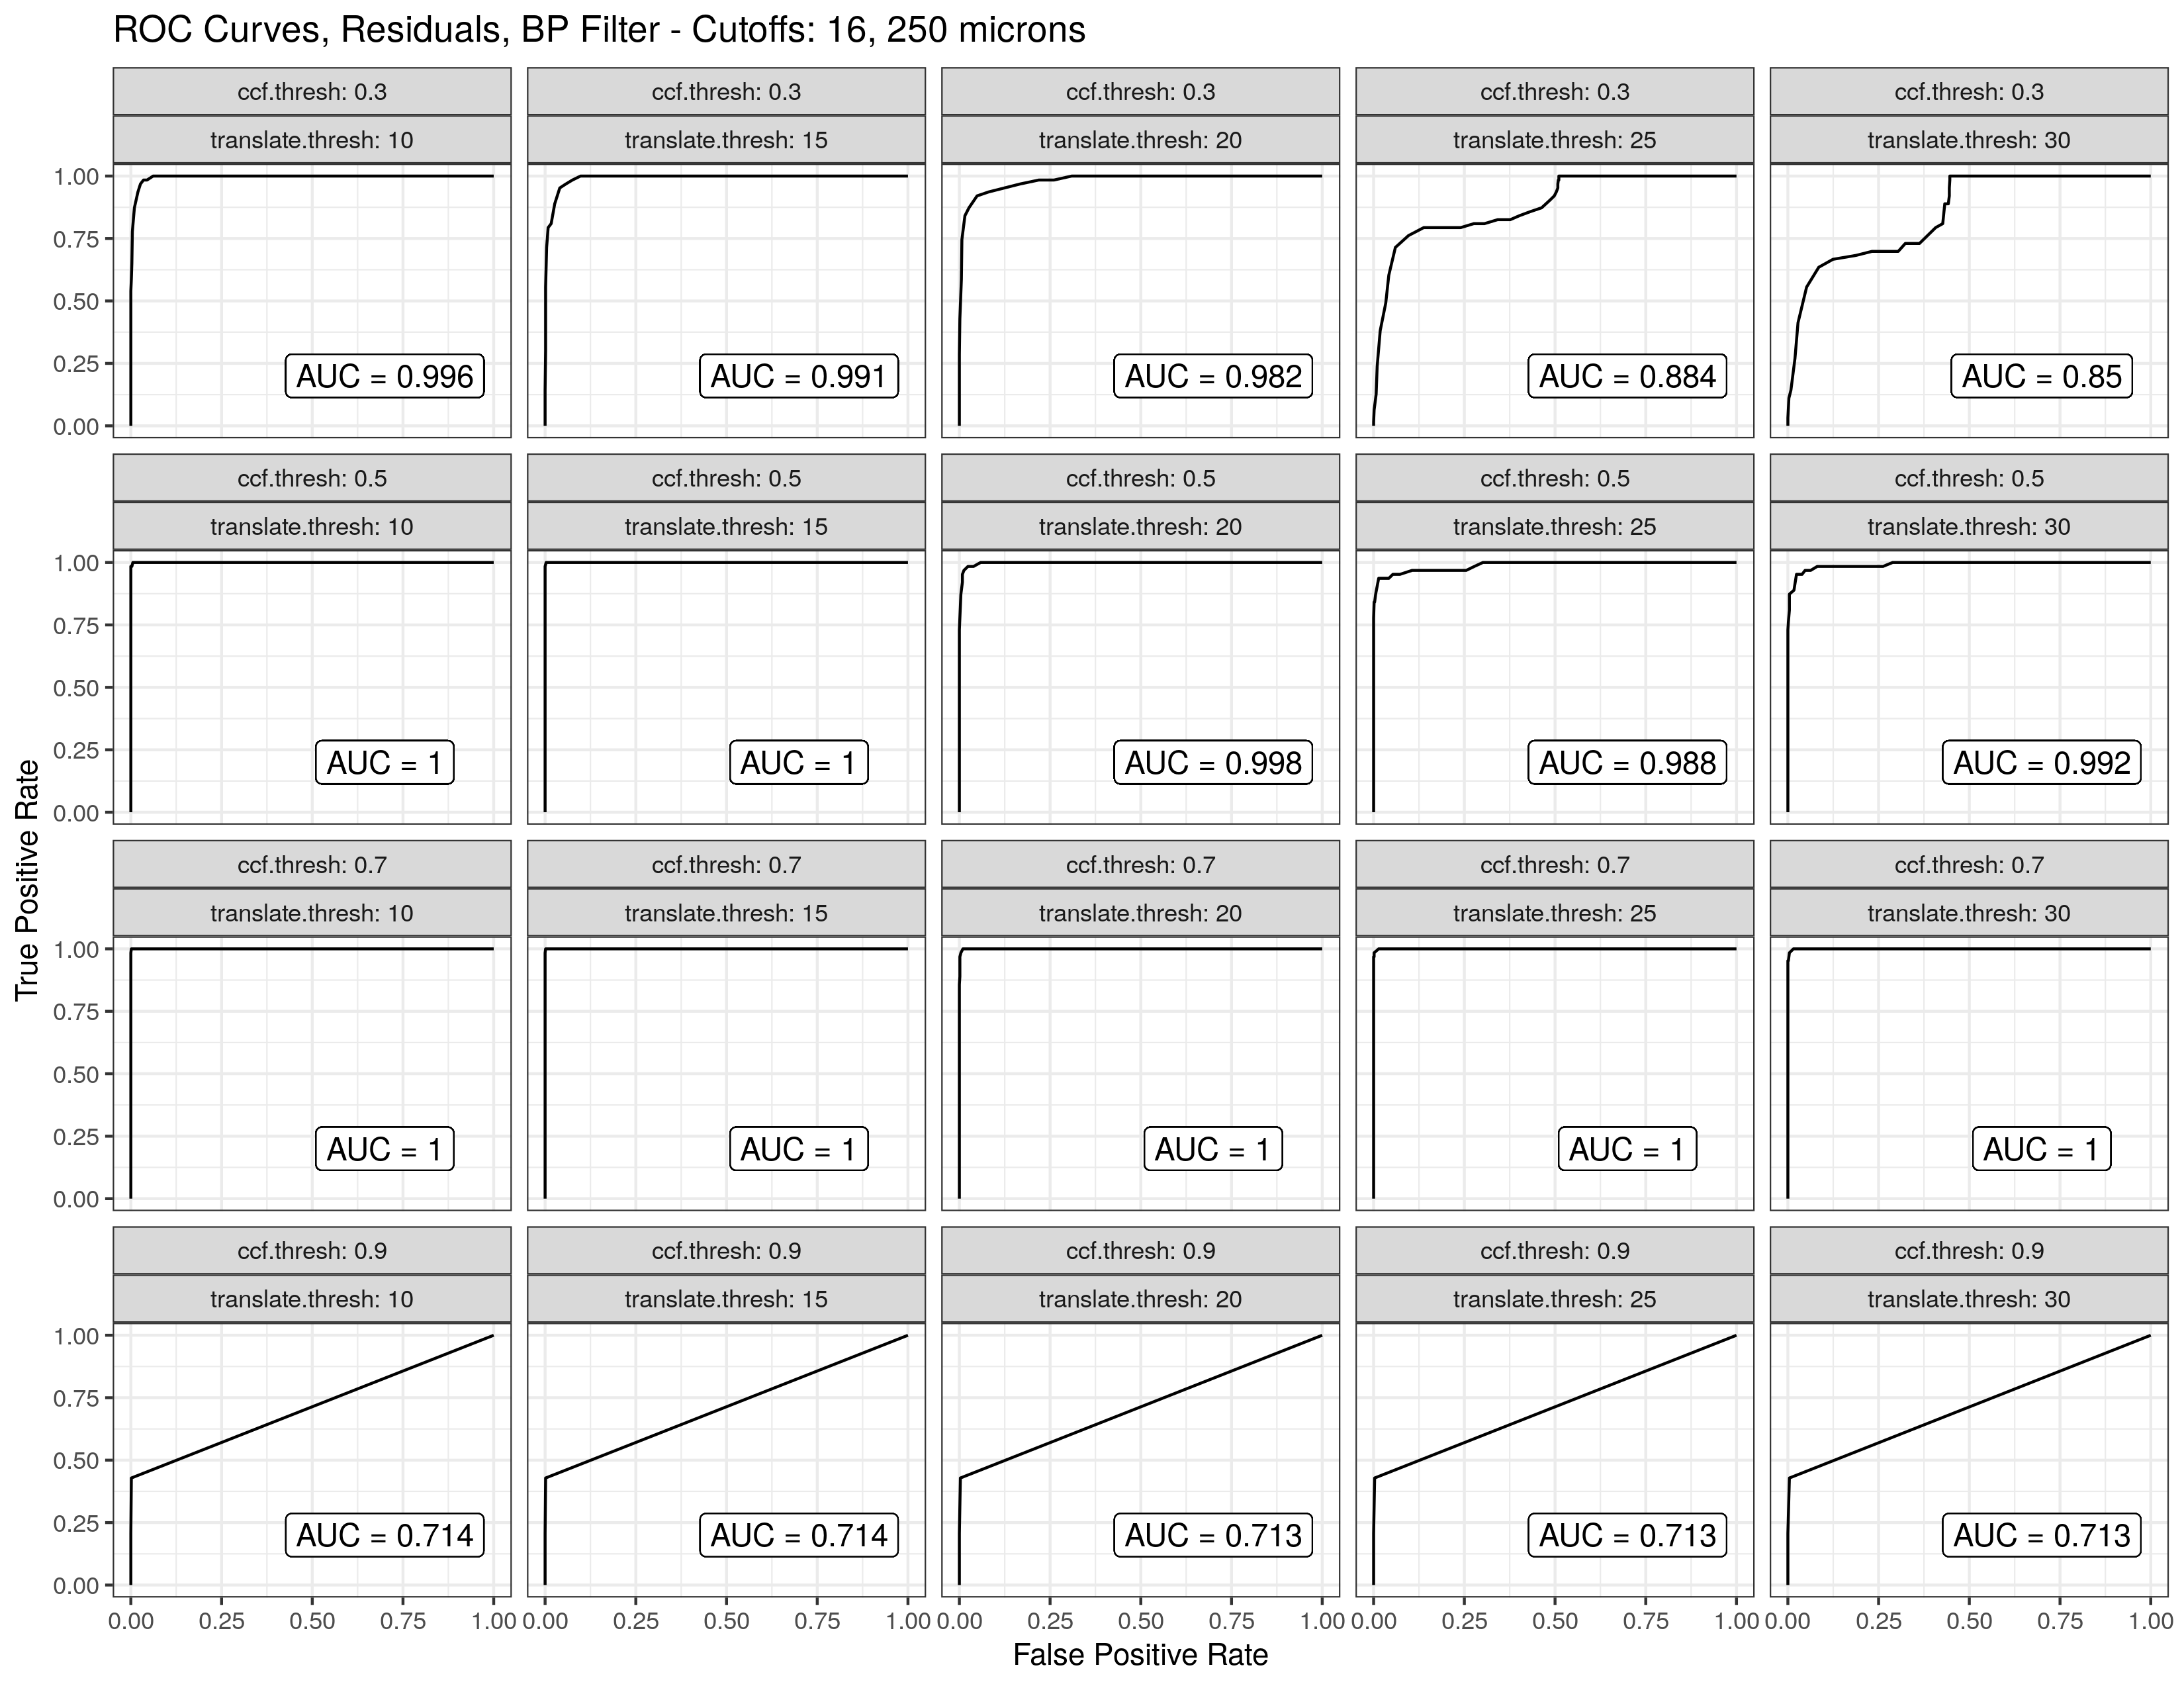 ROC Curves, Residuals, BP Filter - Cutoffs: 16, 250 microns
ccf.thresh: 0.3 ccf.thresh: 0.3 ccf.thresh: 0.3 ccf.thresh: 0.3 ccf.thresh: 0.3
translate.thresh: 10 translate.thresh: 15 translate.thresh: 20 translate.thresh: 25 translate.thresh: 30
1.00
0.75
0.50
0.25
AUC = 0.996 AUC = 0.991 AUC = 0.982 AUC = 0.884 AUC = 0.85
0.00
ccf.thresh: 0.5 ccf.thresh: 0.5 ccf.thresh: 0.5 ccf.thresh: 0.5 ccf.thresh: 0.5
translate.thresh: 10 translate.thresh: 15 translate.thresh: 20 translate.thresh: 25 translate.thresh: 30
1.00
0.75
0.50
0.25
AUC = 1 AUC = 1 AUC = 0.998 AUC = 0.988 AUC = 0.992
0.00
True Positive Rate
ccf.thresh: 0.7 ccf.thresh: 0.7 ccf.thresh: 0.7 ccf.thresh: 0.7 ccf.thresh: 0.7
translate.thresh: 10 translate.thresh: 15 translate.thresh: 20 translate.thresh: 25 translate.thresh: 30
1.00
0.75
0.50
0.25
AUC = 1 AUC = 1 AUC = 1 AUC = 1 AUC = 1
0.00
ccf.thresh: 0.9 ccf.thresh: 0.9 ccf.thresh: 0.9 ccf.thresh: 0.9 ccf.thresh: 0.9
translate.thresh: 10 translate.thresh: 15 translate.thresh: 20 translate.thresh: 25 translate.thresh: 30
1.00
0.75
0.50
0.25
AUC = 0.714 AUC = 0.714 AUC = 0.713 AUC = 0.713 AUC = 0.713
0.00
0.00 0.25 0.50 0.75 1.00 0.00 0.25 0.50 0.75 1.00 0.00 0.25 0.50 0.75 1.00 0.00 0.25 0.50 0.75 1.00 0.00 0.25 0.50 0.75 1.00
False Positive Rate